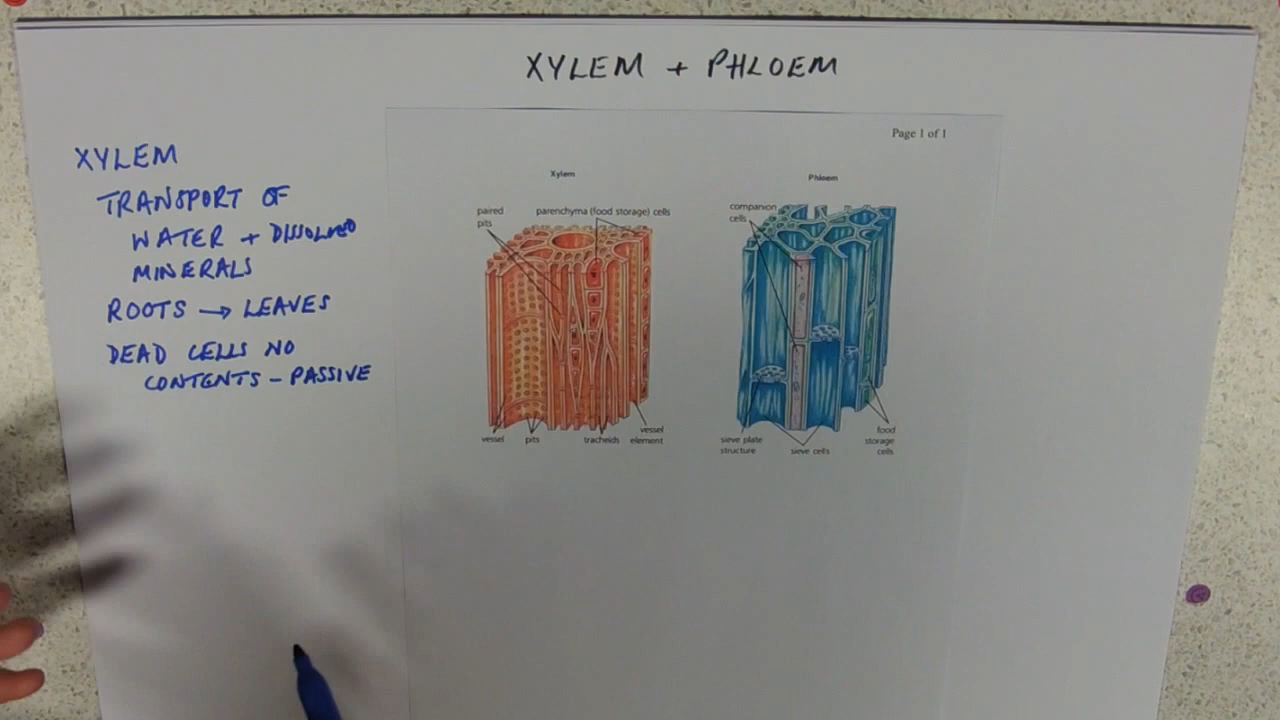 XYLEM + PHLOEM
XYLEM
TRANSPORT OF
WATER + DISSOLVED
MINERALS
ROOTS → LEAVES
DEAD CELLS NO
CONTENTS - PASSIVE
Page 1 of 1
Xylem
paired
pits
parenchyma (food storage) cells
vessel
pits
tracheids
vessel
element
Phloem
companion
cells
sieve plate
structure
sieve cells
food
storage
cells